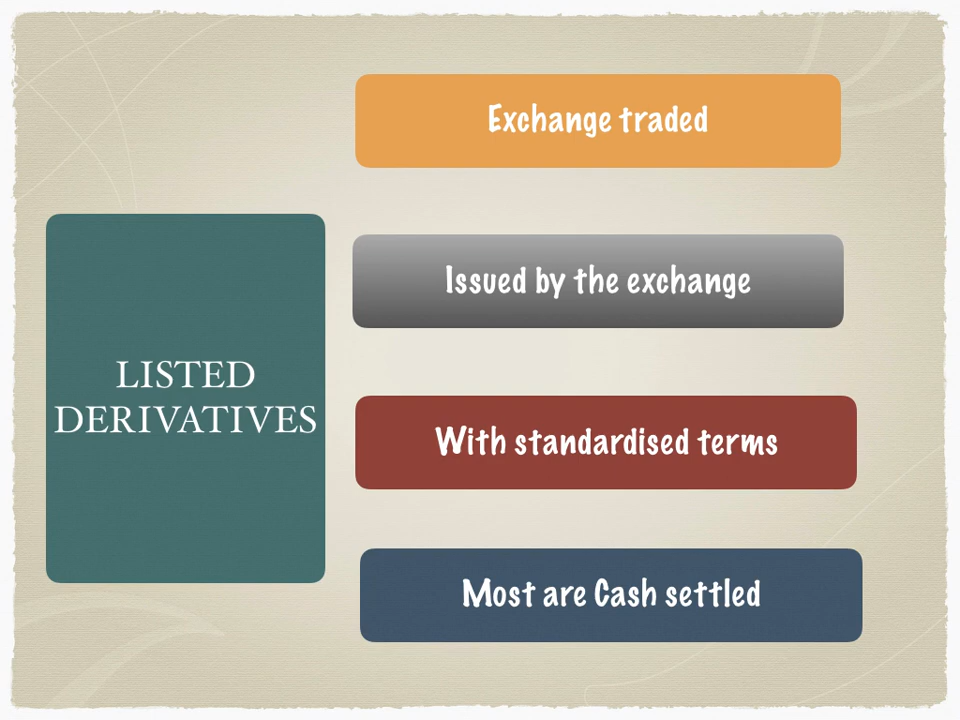 LISTED
DERIVATIVES
Exchange traded
Issued by the exchange
With standardised terms
Most are Cash settled